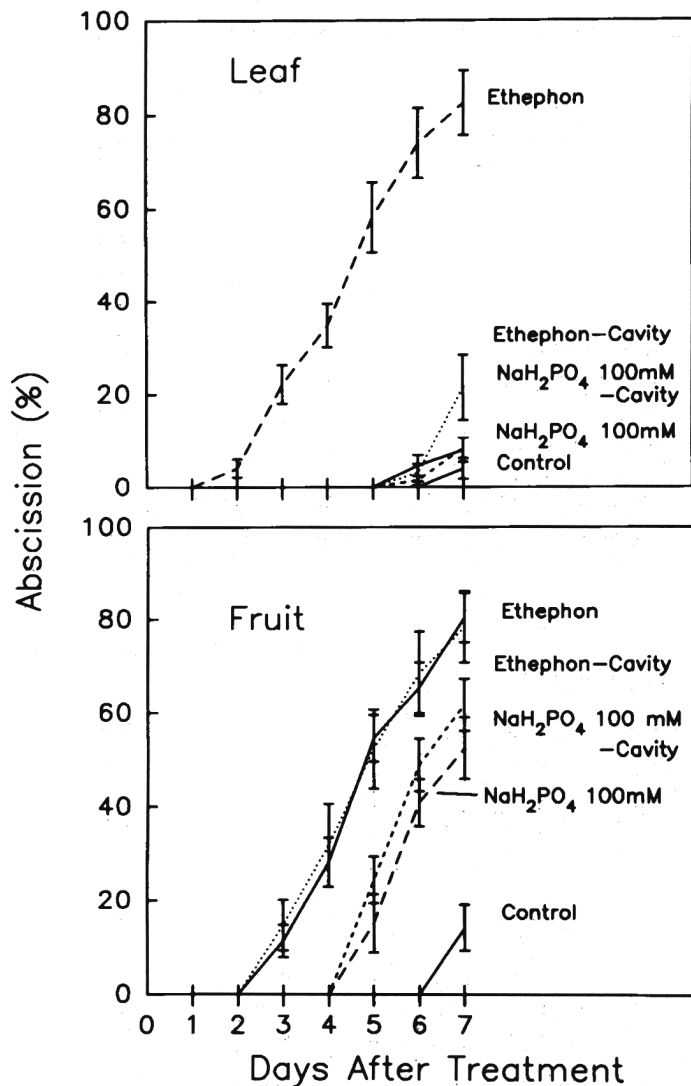 100
Leaf
Ethephon
80
60
40
Ethephon-Cavity
NaH₂PO₄ 100mM
-Cavity
20
NaH₂PO₄ 100mM
Control
0
Abscission (%)
100
Fruit
Ethephon
80
Ethephon-Cavity
60
NaH₂PO₄ 100 mM
-Cavity
40
NaH₂PO₄ 100mM
20
Control
0
0 1 2 3 4 5 6 7
Days After Treatment